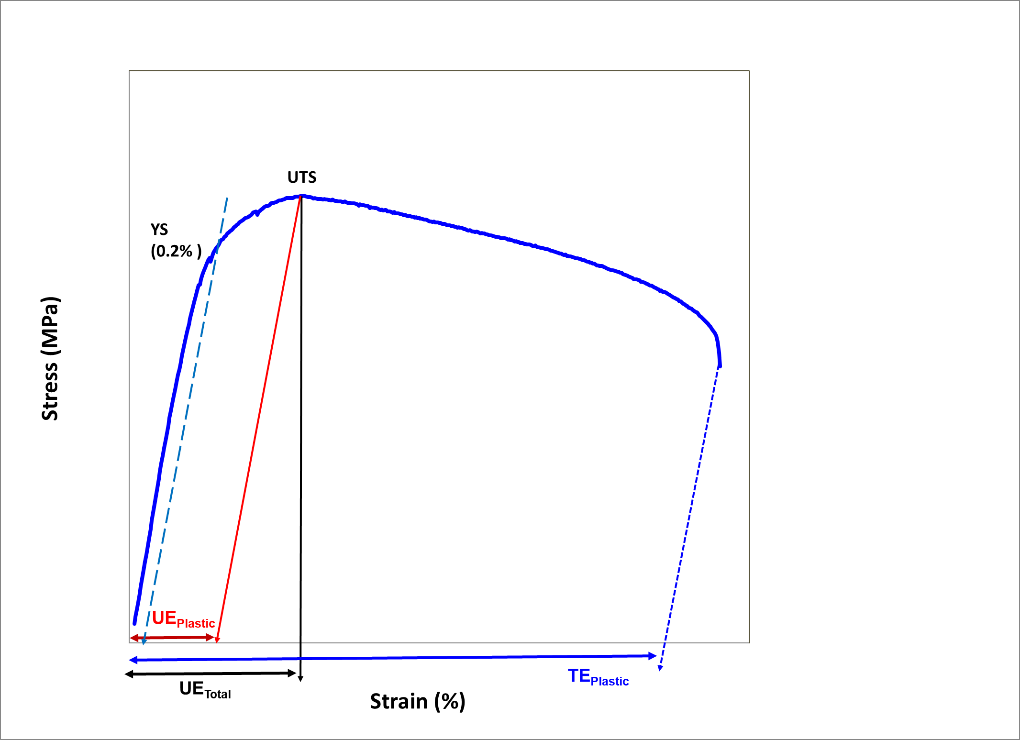 UTS
YS
(0.2% )
Stress (MPa)
UEPlastic
TEPlastic
UETotal
Strain (%)